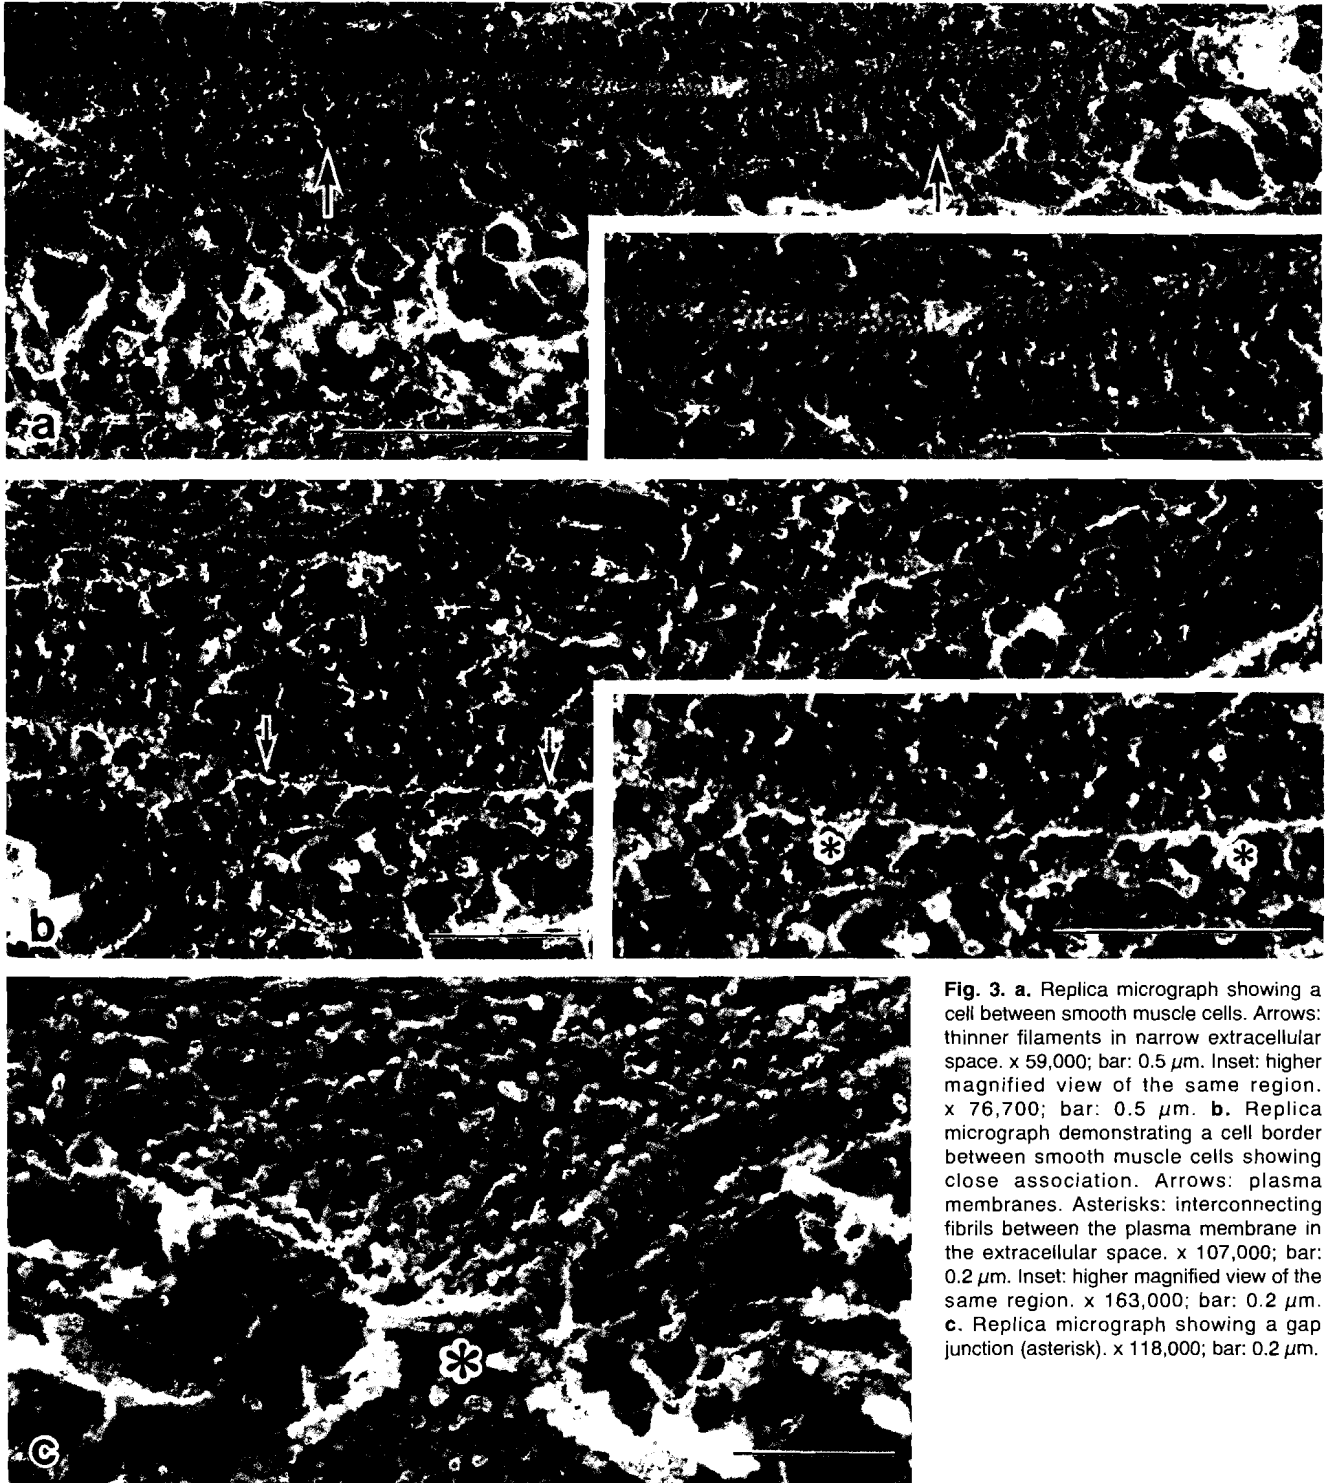 a
b
c
Fig. 3. a. Replica micrograph showing a
cell between smooth muscle cells. Arrows:
thinner filaments in narrow extracellular
space. x 59,000; bar: 0.5 μm. Inset: higher
magnified view of the same region.
x 76,700; bar: 0.5 μm. b. Replica
micrograph demonstrating a cell border
between smooth muscle cells showing
close association. Arrows: plasma
membranes. Asterisks: interconnecting
fibrils between the plasma membrane in
the extracellular space. x 107,000; bar:
0.2 μm. Inset: higher magnified view of the
same region. x 163,000; bar: 0.2 μm.
c. Replica micrograph showing a gap
junction (asterisk). x 118,000; bar: 0.2 μm.